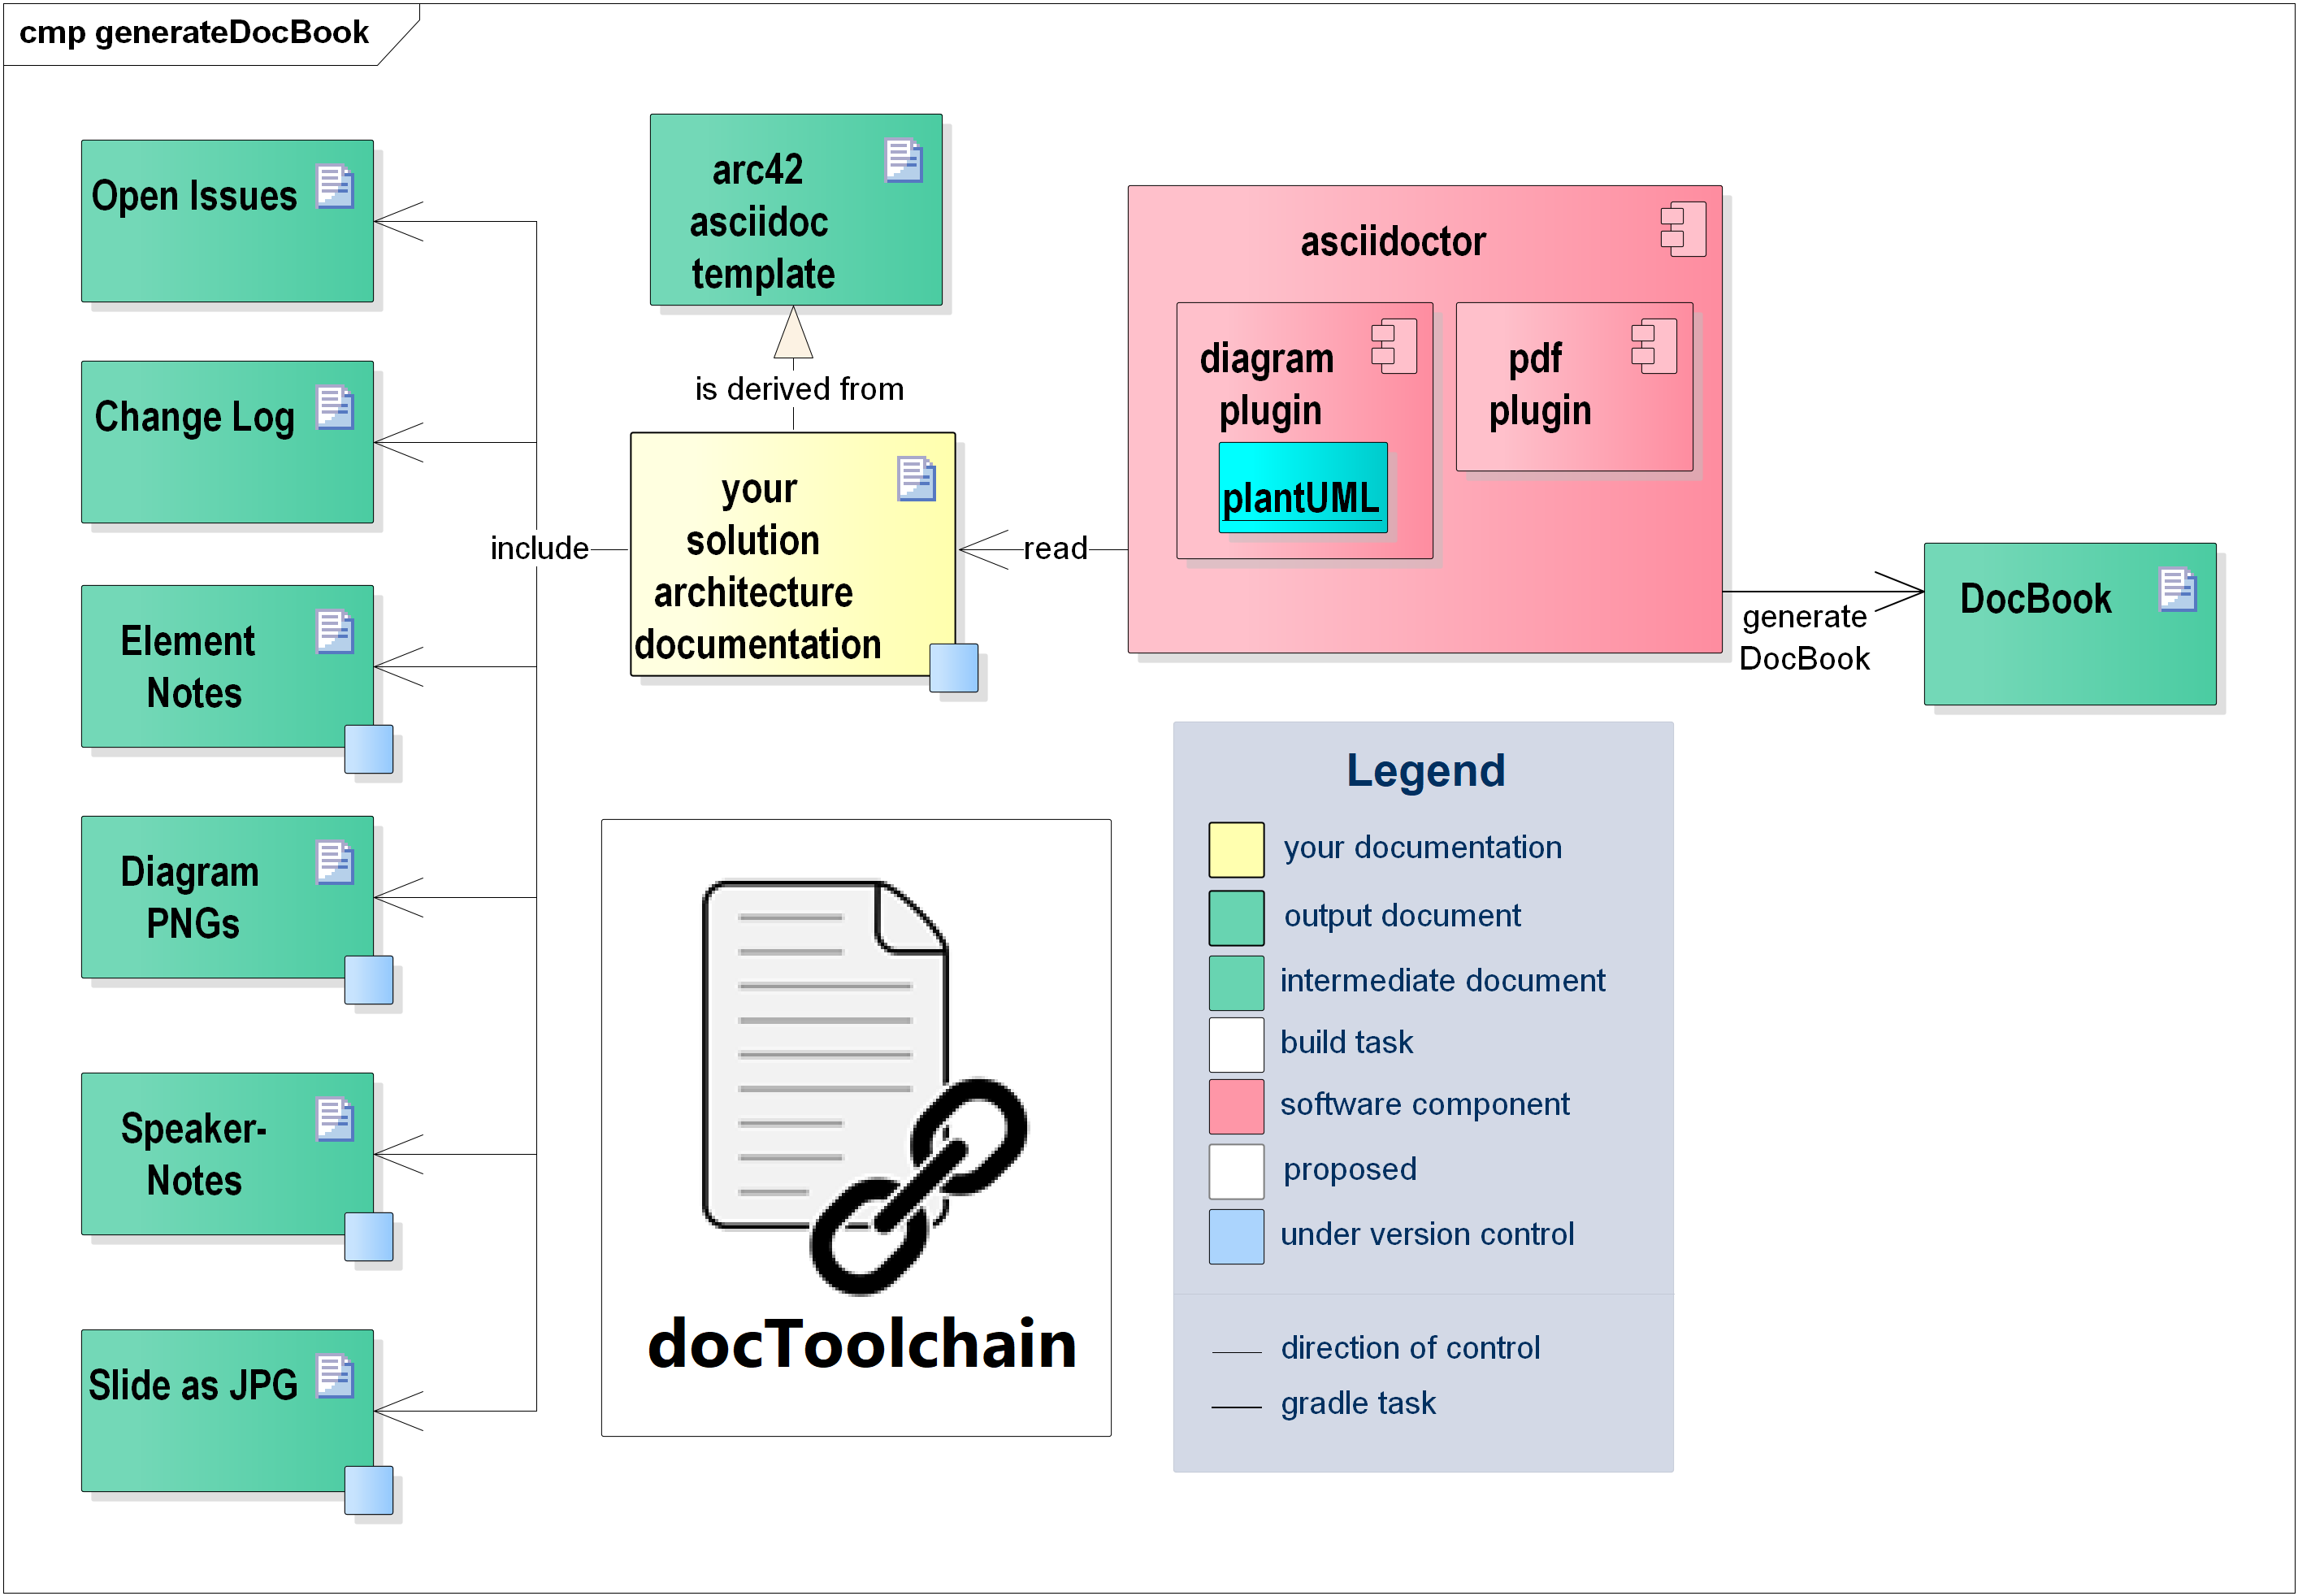 cmp generateDocBook
Open Issues
Change Log
Element
Notes
Diagram
PNGs
Speaker-
Notes
Slide as JPG
include
arc42
asciidoc
template
is derived from
your
solution
architecture
documentation
read
asciidoctor
diagram
plugin
plantUML
pdf
plugin
generate
DocBook
DocBook
docToolchain
Legend
your documentation
output document
intermediate document
build task
software component
proposed
under version control
direction of control
gradle task